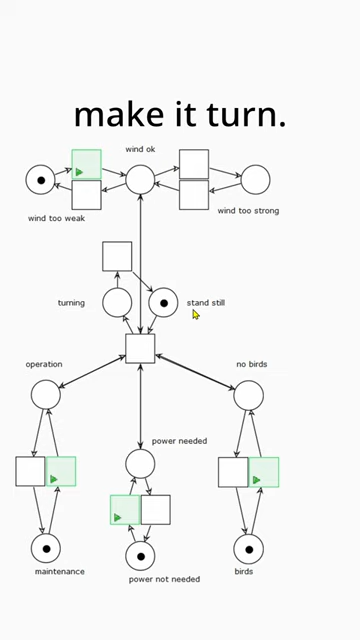 make it turn.
wind ok
wind too weak
wind too strong
turning
stand still
operation
no birds
power needed
maintenance
power not needed
birds